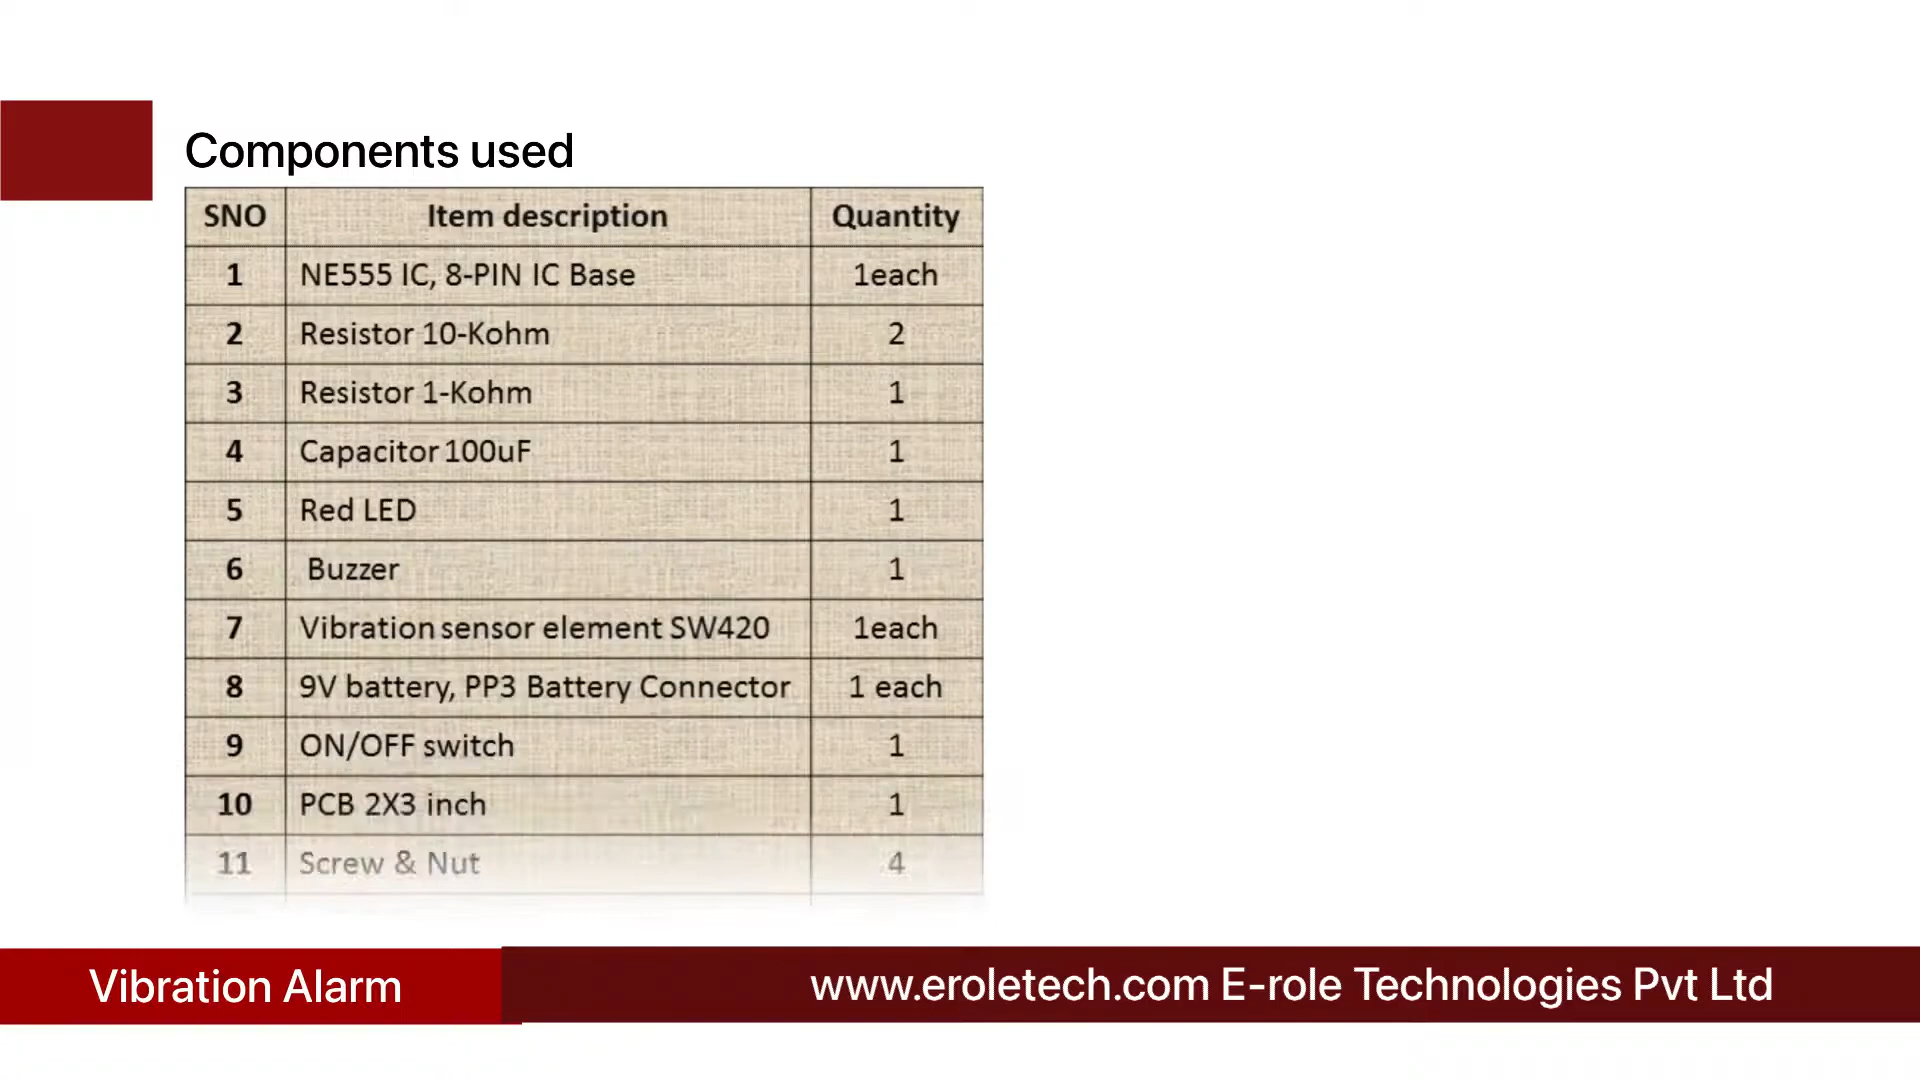 Components used
SNO Item description Quantity
1 NE555 IC, 8-PIN IC Base 1each
2 Resistor 10-Kohm 2
3 Resistor 1-Kohm 1
4 Capacitor 100uF 1
5 Red LED 1
6 Buzzer 1
7 Vibration sensor element SW420 1each
8 9V battery, PP3 Battery Connector 1 each
9 ON/OFF switch 1
10 PCB 2X3 inch 1
11 Screw & Nut 4
Vibration Alarm www.eroletech.com E-role Technologies Pvt Ltd